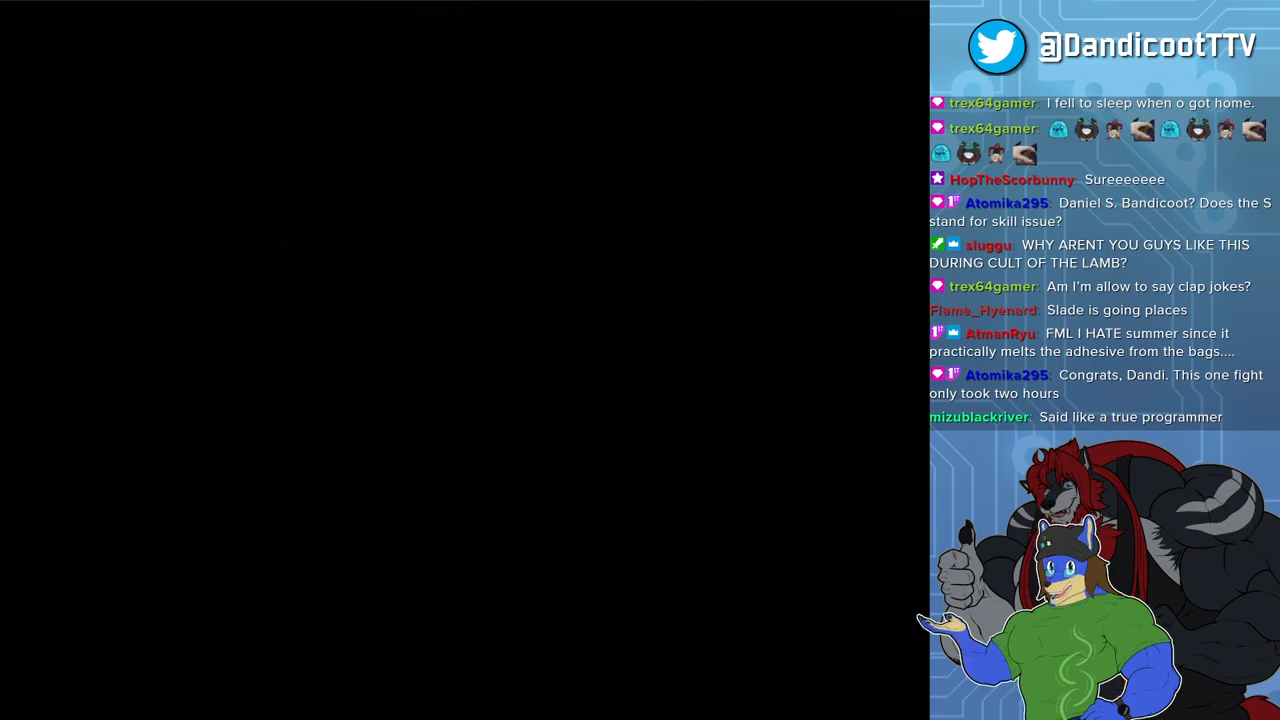 @DandicootTTV
trex64gamer: I fell to sleep when o got home.
trex64gamer:
HopTheScorbunny: Sureeeeeee
1ST Atomika295: Daniel S. Bandicoot? Does the S
stand for skill issue?
sluggu: WHY ARENT YOU GUYS LIKE THIS
DURING CULT OF THE LAMB?
trex64gamer: Am I'm allow to say clap jokes?
Flame_Hyenard: Slade is going places
1ST AtmanRyu: FML I HATE summer since it
practically melts the adhesive from the bags....
1ST Atomika295: Congrats, Dandi. This one fight
only took two hours
mizublackriver: Said like a true programmer